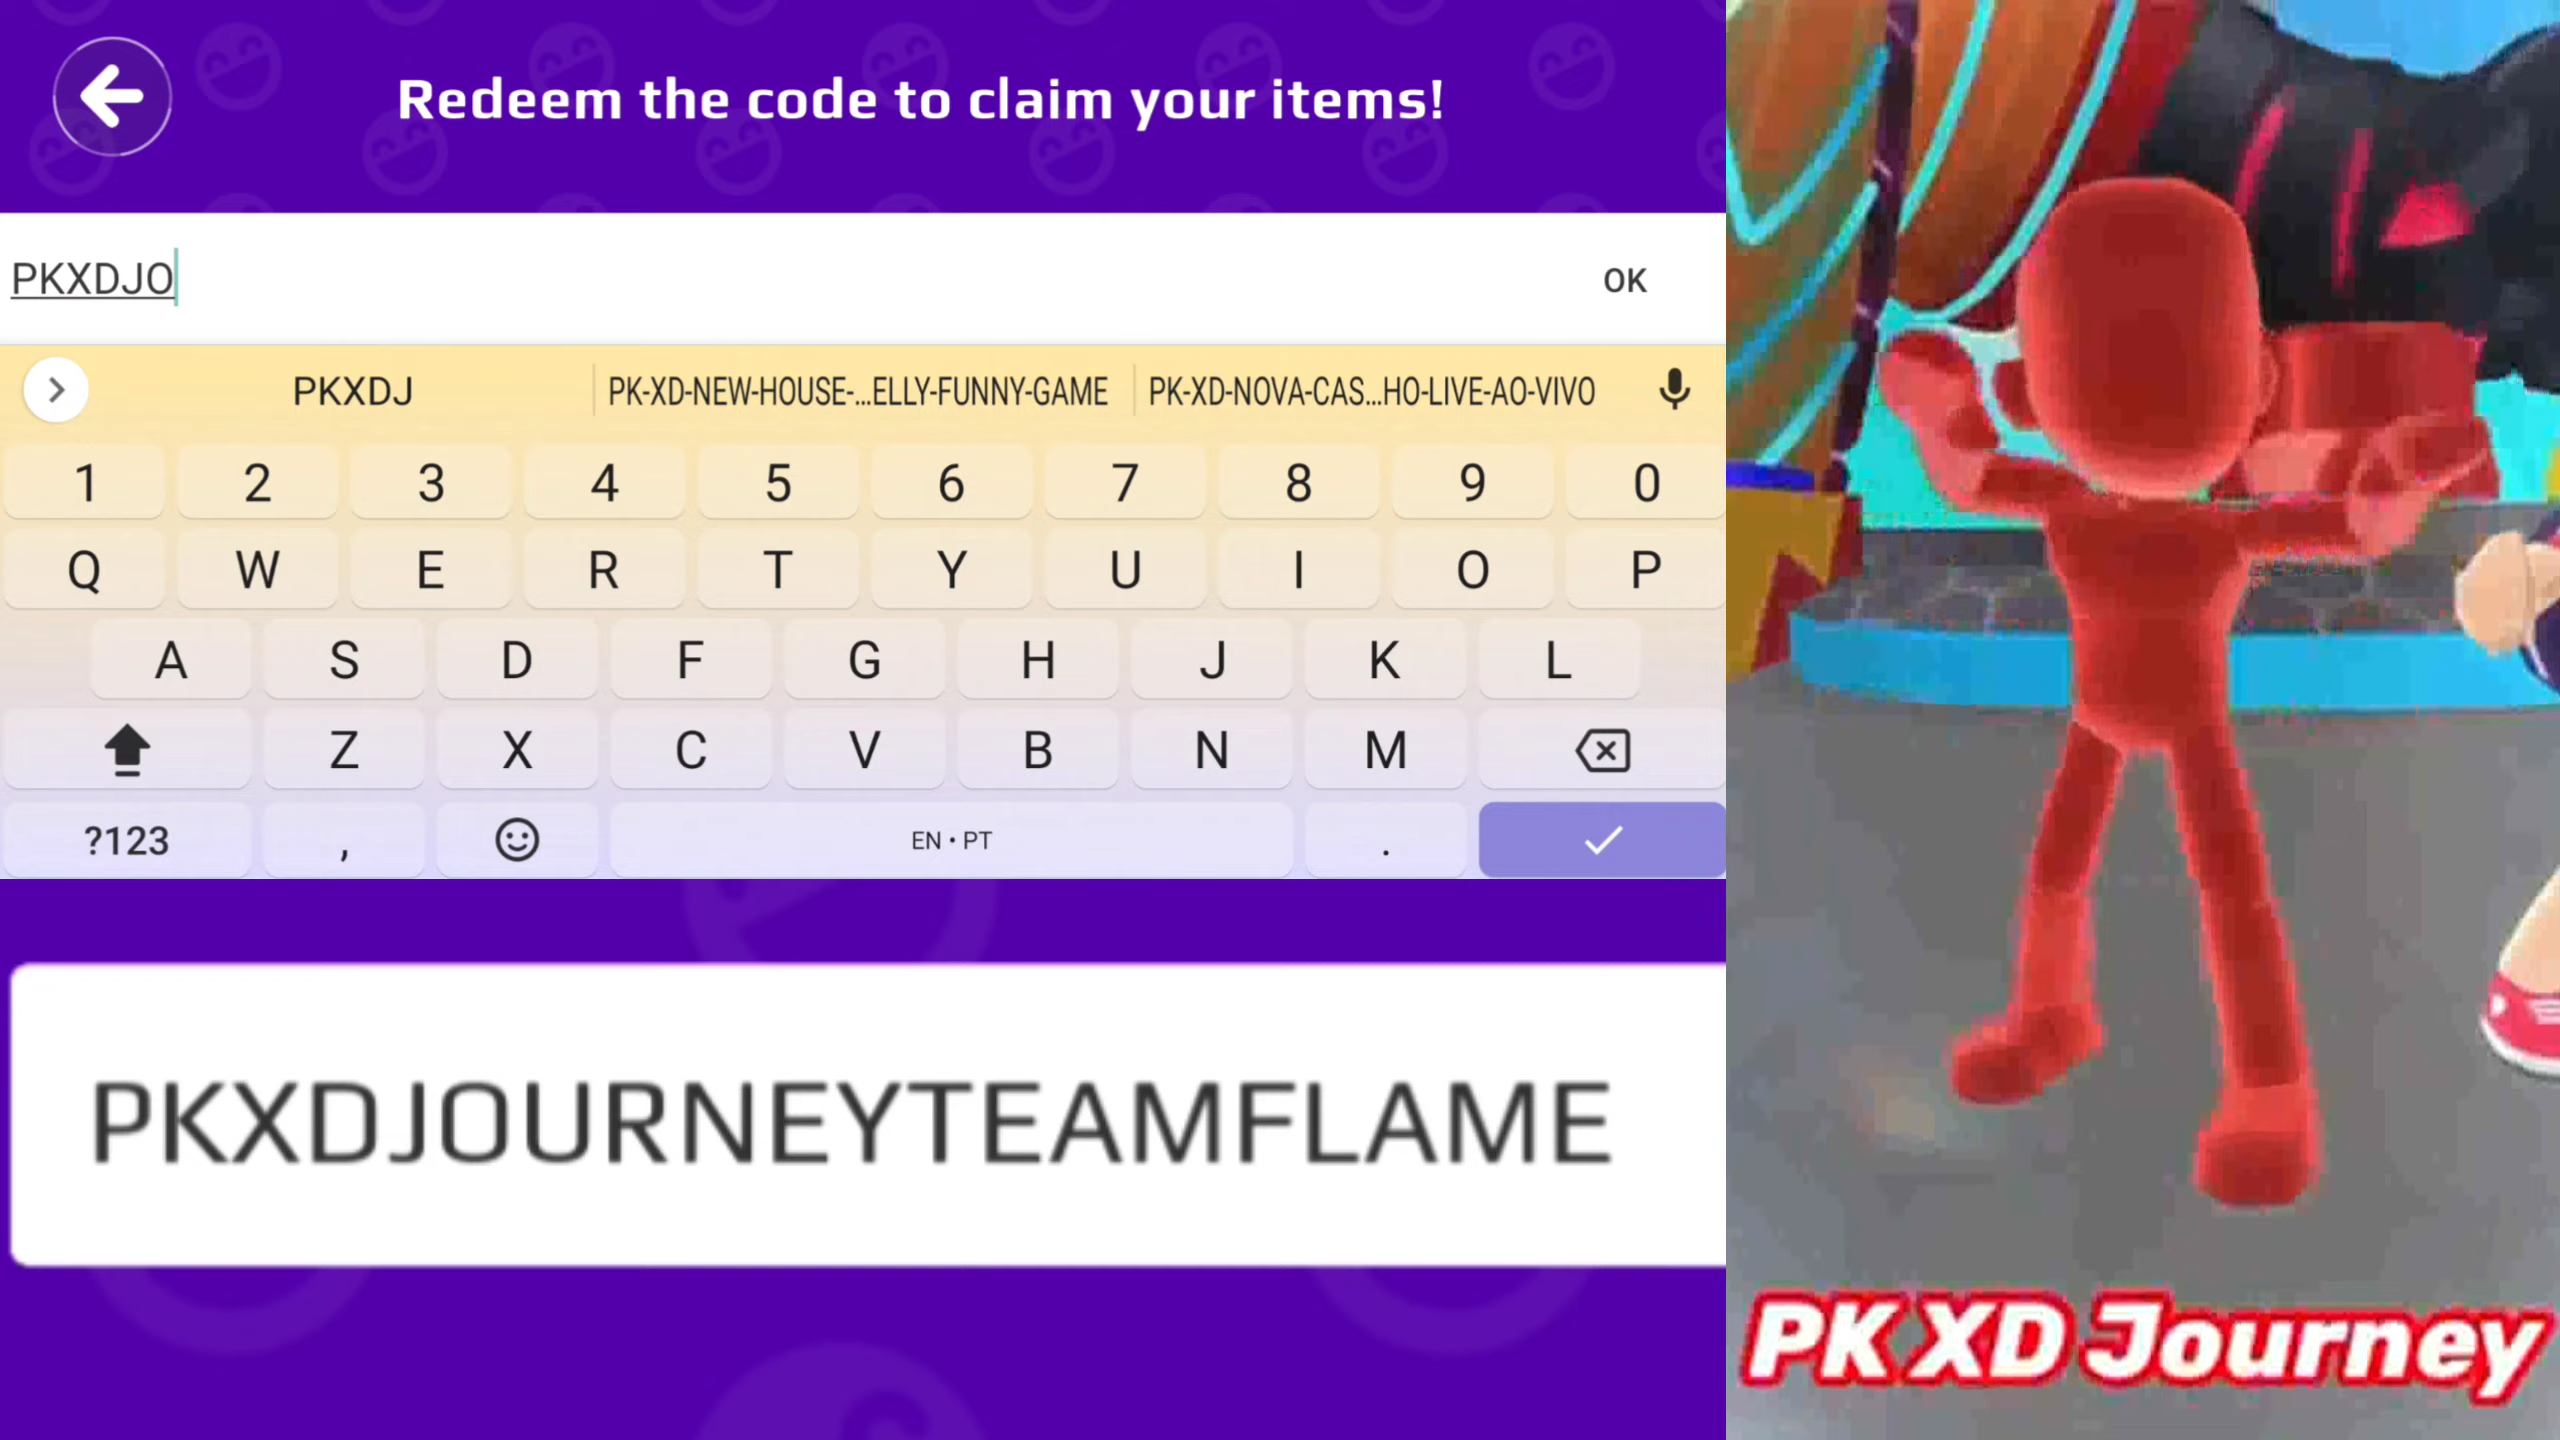 Redeem the code to claim your items!
PKXDJO
OK
PKXDJ PK-XD-NEW-HOUSE-...ELLY-FUNNY-GAME PK-XD-NOVA-CAS...HO-LIVE-AO-VIVO
1 2 3 4 5 6 7 8 9 0
Q W E R T Y U I O P
A S D F G H J K L
Z X C V B N M
?123 , EN • PT .
PKXDJOURNEYTEAMFLAME
PK XD Journey